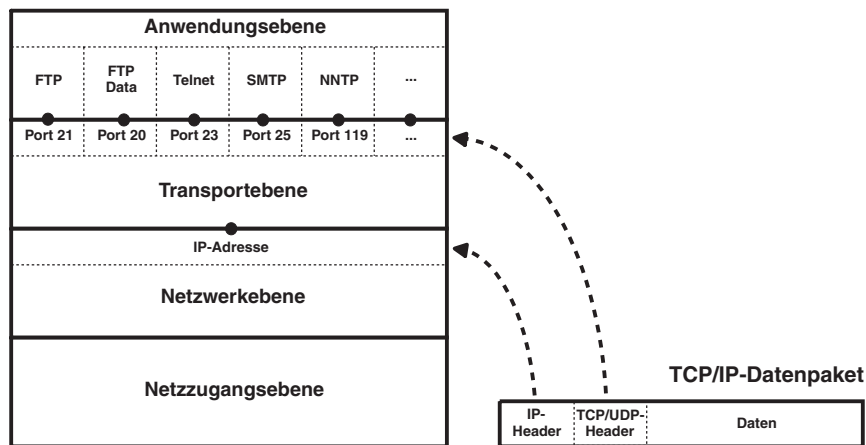 Anwendungsebene
FTP
FTP
Data
Telnet
SMTP
NNTP
...
Port 21
Port 20
Port 23
Port 25
Port 119
...
Transportebene
IP-Adresse
Netzwerkebene
Netzzugangsebene
TCP/IP-Datenpaket
IP-
Header
TCP/UDP-
Header
Daten